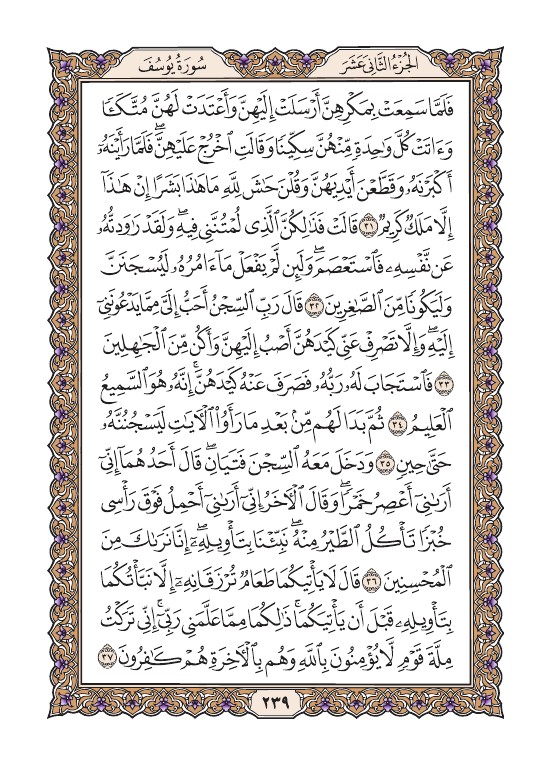 الجُزْءُ الثَّانِي عَشَرَ
سُورَةُ يُوسُفَ
فَلَمَّا سَمِعَتْ بِمَكْرِهِنَّ أَرْسَلَتْ إِلَيْهِنَّ وَأَعْتَدَتْ لَهُنَّ مُتَّكَـًٔا
وَءَاتَتْ كُلَّ وَٰحِدَةٍ مِّنْهُنَّ سِكِّينًا وَقَالَتِ ٱخْرُجْ عَلَيْهِنَّۖ فَلَمَّا رَأَيْنَهُۥٓ
أَكْبَرْنَهُۥ وَقَطَّعْنَ أَيْدِيَهُنَّ وَقُلْنَ حَٰشَ لِلَّهِ مَا هَٰذَا بَشَرًا إِنْ هَٰذَآ
إِلَّا مَلَكٌ كَرِيمٌ ٣١ قَالَتْ فَذَٰلِكُنَّ ٱلَّذِى لُمْتُنَّنِى فِيهِۖ وَلَقَدْ رَٰوَدتُّهُۥ
عَن نَّفْسِهِۦ فَٱسْتَعْصَمَۖ وَلَئِن لَّمْ يَفْعَلْ مَآ ءَامُرُهُۥ لَيُسْجَنَنَّ
وَلَيَكُونًا مِّنَ ٱلصَّٰغِرِينَ ٣٢ قَالَ رَبِّ ٱلسِّجْنُ أَحَبُّ إِلَىَّ مِمَّا يَدْعُونَنِىٓ
إِلَيْهِۖ وَإِلَّا تَصْرِفْ عَنِّى كَيْدَهُنَّ أَصْبُ إِلَيْهِنَّ وَأَكُن مِّنَ ٱلْجَٰهِلِينَ
٣٣ فَٱسْتَجَابَ لَهُۥ رَبُّهُۥ فَصَرَفَ عَنْهُ كَيْدَهُنَّۚ إِنَّهُۥ هُوَ ٱلسَّمِيعُ
ٱلْعَلِيمُ ٣٤ ثُمَّ بَدَا لَهُم مِّنۢ بَعْدِ مَا رَأَوُا۟ ٱلْـَٔايَٰتِ لَيَسْجُنُنَّهُۥ
حَتَّىٰ حِينٍ ٣٥ وَدَخَلَ مَعَهُ ٱلسِّجْنَ فَتَيَانِۖ قَالَ أَحَدُهُمَآ إِنِّىٓ
أَرَىٰنِىٓ أَعْصِرُ خَمْرًاۖ وَقَالَ ٱلْـَٔاخَرُ إِنِّىٓ أَرَىٰنِىٓ أَحْمِلُ فَوْقَ رَأْسِى
خُبْزًا تَأْكُلُ ٱلطَّيْرُ مِنْهُۖ نَبِّئْنَا بِتَأْوِيلِهِۦٓۖ إِنَّا نَرَىٰكَ مِنَ
ٱلْمُحْسِنِينَ ٣٦ قَالَ لَا يَأْتِيكُمَا طَعَامٌ تُرْزَقَانِهِۦٓ إِلَّا نَبَّأْتُكُمَا
بِتَأْوِيلِهِۦ قَبْلَ أَن يَأْتِيَكُمَاۚ ذَٰلِكُمَا مِمَّا عَلَّمَنِى رَبِّىٓۚ إِنِّى تَرَكْتُ
مِلَّةَ قَوْمٍ لَّا يُؤْمِنُونَ بِٱللَّهِ وَهُم بِٱلْـَٔاخِرَةِ هُمْ كَٰفِرُونَ ٣٧
٢٣٩